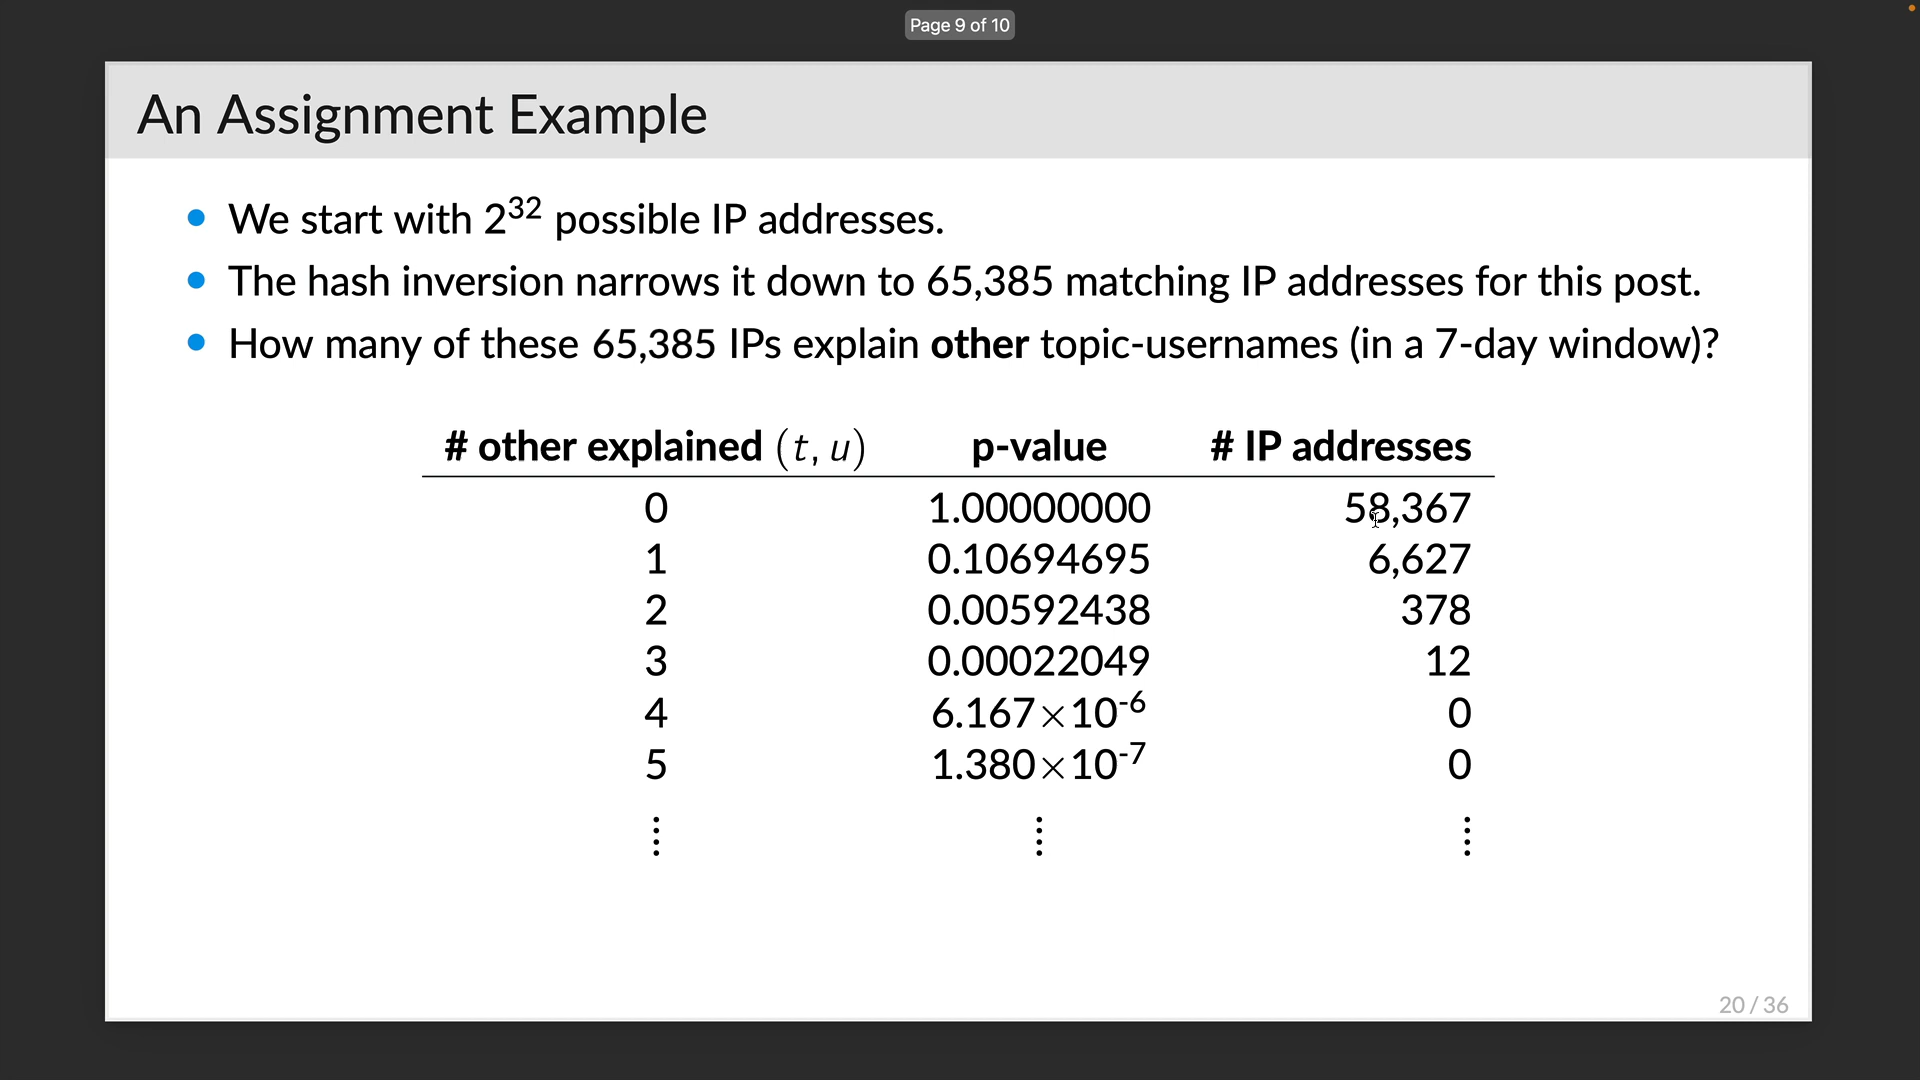 Page 9 of 10
An Assignment Example
• We start with 2³² possible IP addresses.
• The hash inversion narrows it down to 65,385 matching IP addresses for this post.
• How many of these 65,385 IPs explain other topic-usernames (in a 7-day window)?
# other explained (t, u) p-value # IP addresses
0 1.00000000 58,367
1 0.10694695 6,627
2 0.00592438 378
3 0.00022049 12
4 6.167×10⁻⁶ 0
5 1.380×10⁻⁷ 0
⋮ ⋮ ⋮
20 / 36